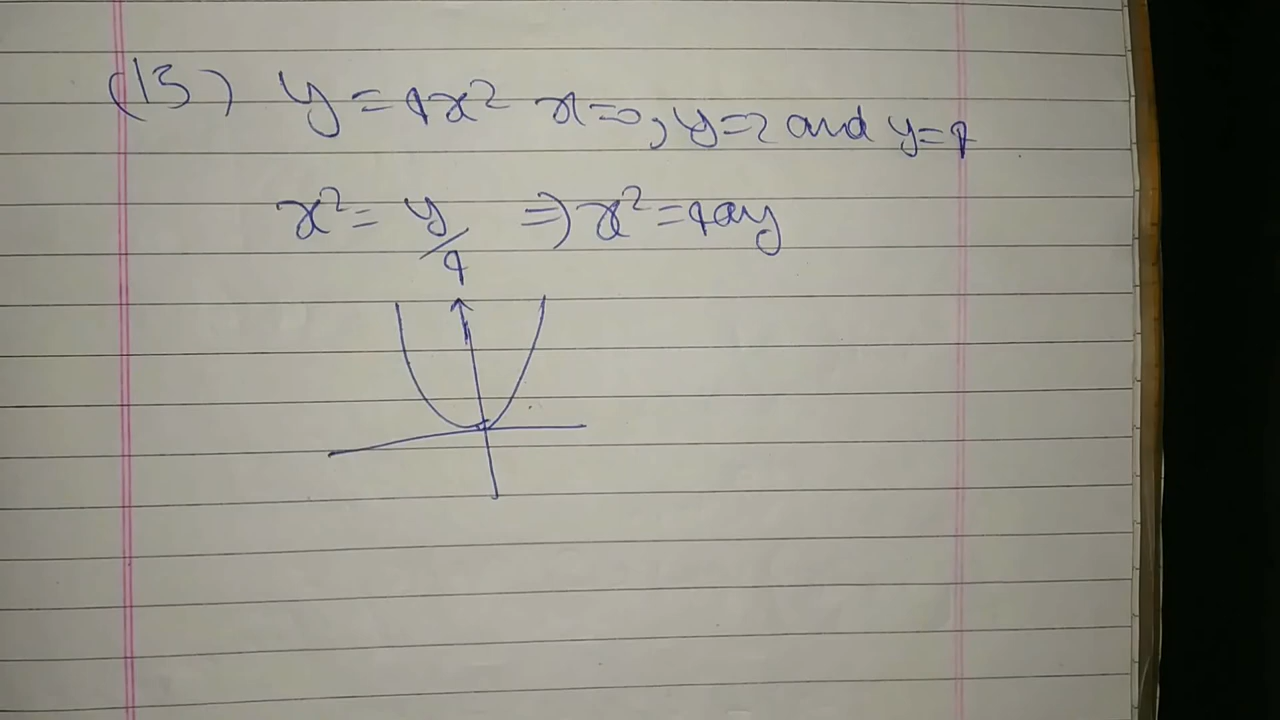 (13) y = 4x² x=0, y=2 and y=4
x² = y/4 ⇒ x² = 4ay